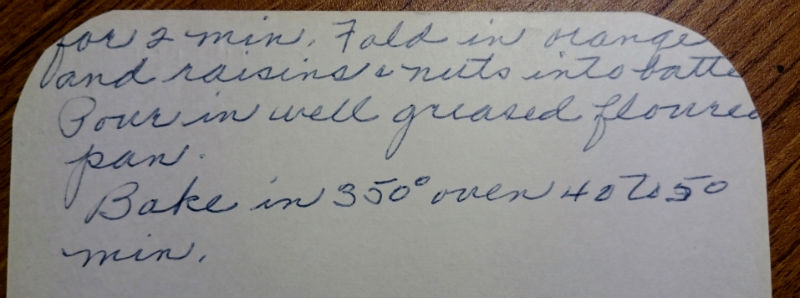 for 2 min. Fold in orange
and raisins & nuts into batte
Pour in well greased floured
pan.
Bake in 350° oven 40 to 50
min.